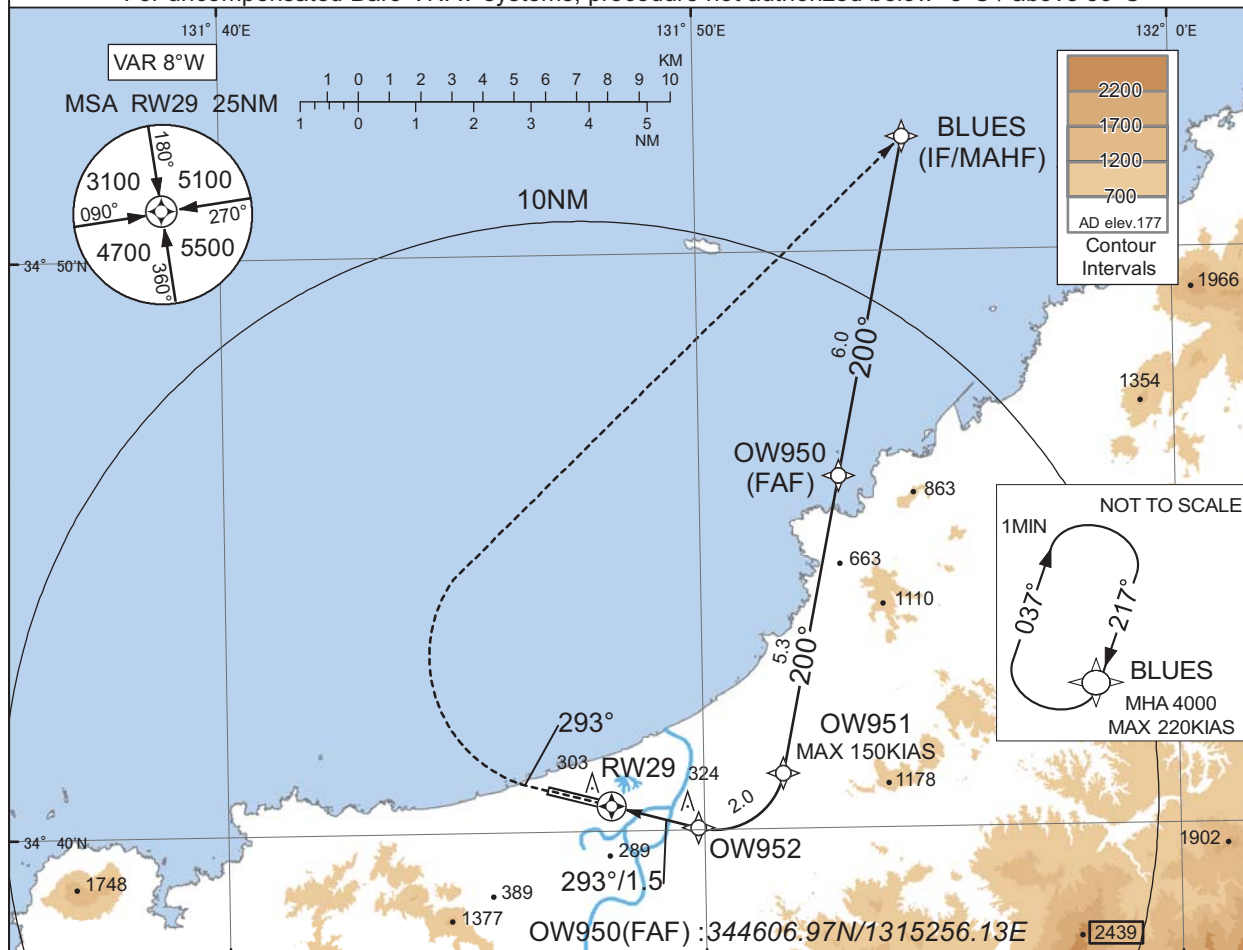 131° 40'E
131° 50'E
132° 0'E
VAR 8°W
MSA RW29 25NM
180°
3100
5100
090°
270°
4700
5500
360°
KM
1 0 1 2 3 4 5 6 7 8 9 10
1 0 1 2 3 4 5
NM
BLUES
(IF/MAHF)
2200
1700
1200
700
AD elev.177
Contour
Intervals
10NM
34° 50'N
1966
6.0
200°
1354
OW950
(FAF)
863
NOT TO SCALE
1MIN
037°
217°
BLUES
MHA 4000
MAX 220KIAS
663
1110
5.3
200°
293°
OW951
MAX 150KIAS
303
RW29
324
1178
2.0
34° 40'N
OW952
1902
289
293°/1.5
1748
389
1377
OW950(FAF) :344606.97N/1315256.13E
2439